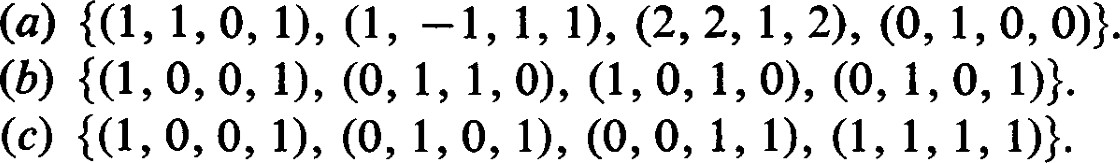 (a) {(1, 1, 0, 1), (1, −1, 1, 1), (2, 2, 1, 2), (0, 1, 0, 0)}.
(b) {(1, 0, 0, 1), (0, 1, 1, 0), (1, 0, 1, 0), (0, 1, 0, 1)}.
(c) {(1, 0, 0, 1), (0, 1, 0, 1), (0, 0, 1, 1), (1, 1, 1, 1)}.